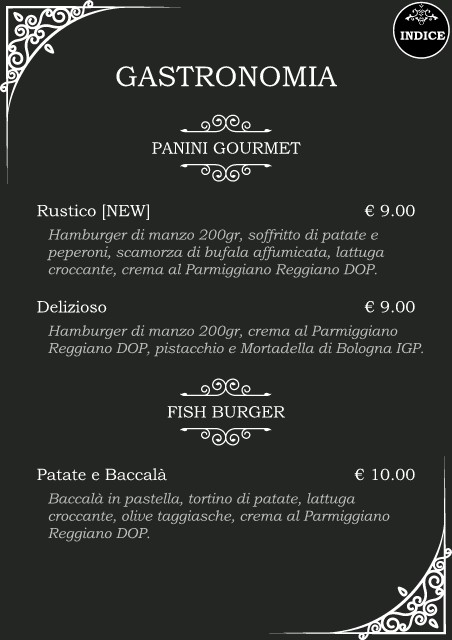 INDICE
GASTRONOMIA
PANINI GOURMET
Rustico [NEW] € 9.00
Hamburger di manzo 200gr, soffritto di patate e
peperoni, scamorza di bufala affumicata, lattuga
croccante, crema al Parmiggiano Reggiano DOP.
Delizioso € 9.00
Hamburger di manzo 200gr, crema al Parmiggiano
Reggiano DOP, pistacchio e Mortadella di Bologna IGP.
FISH BURGER
Patate e Baccalà € 10.00
Baccalà in pastella, tortino di patate, lattuga
croccante, olive taggiasche, crema al Parmiggiano
Reggiano DOP.